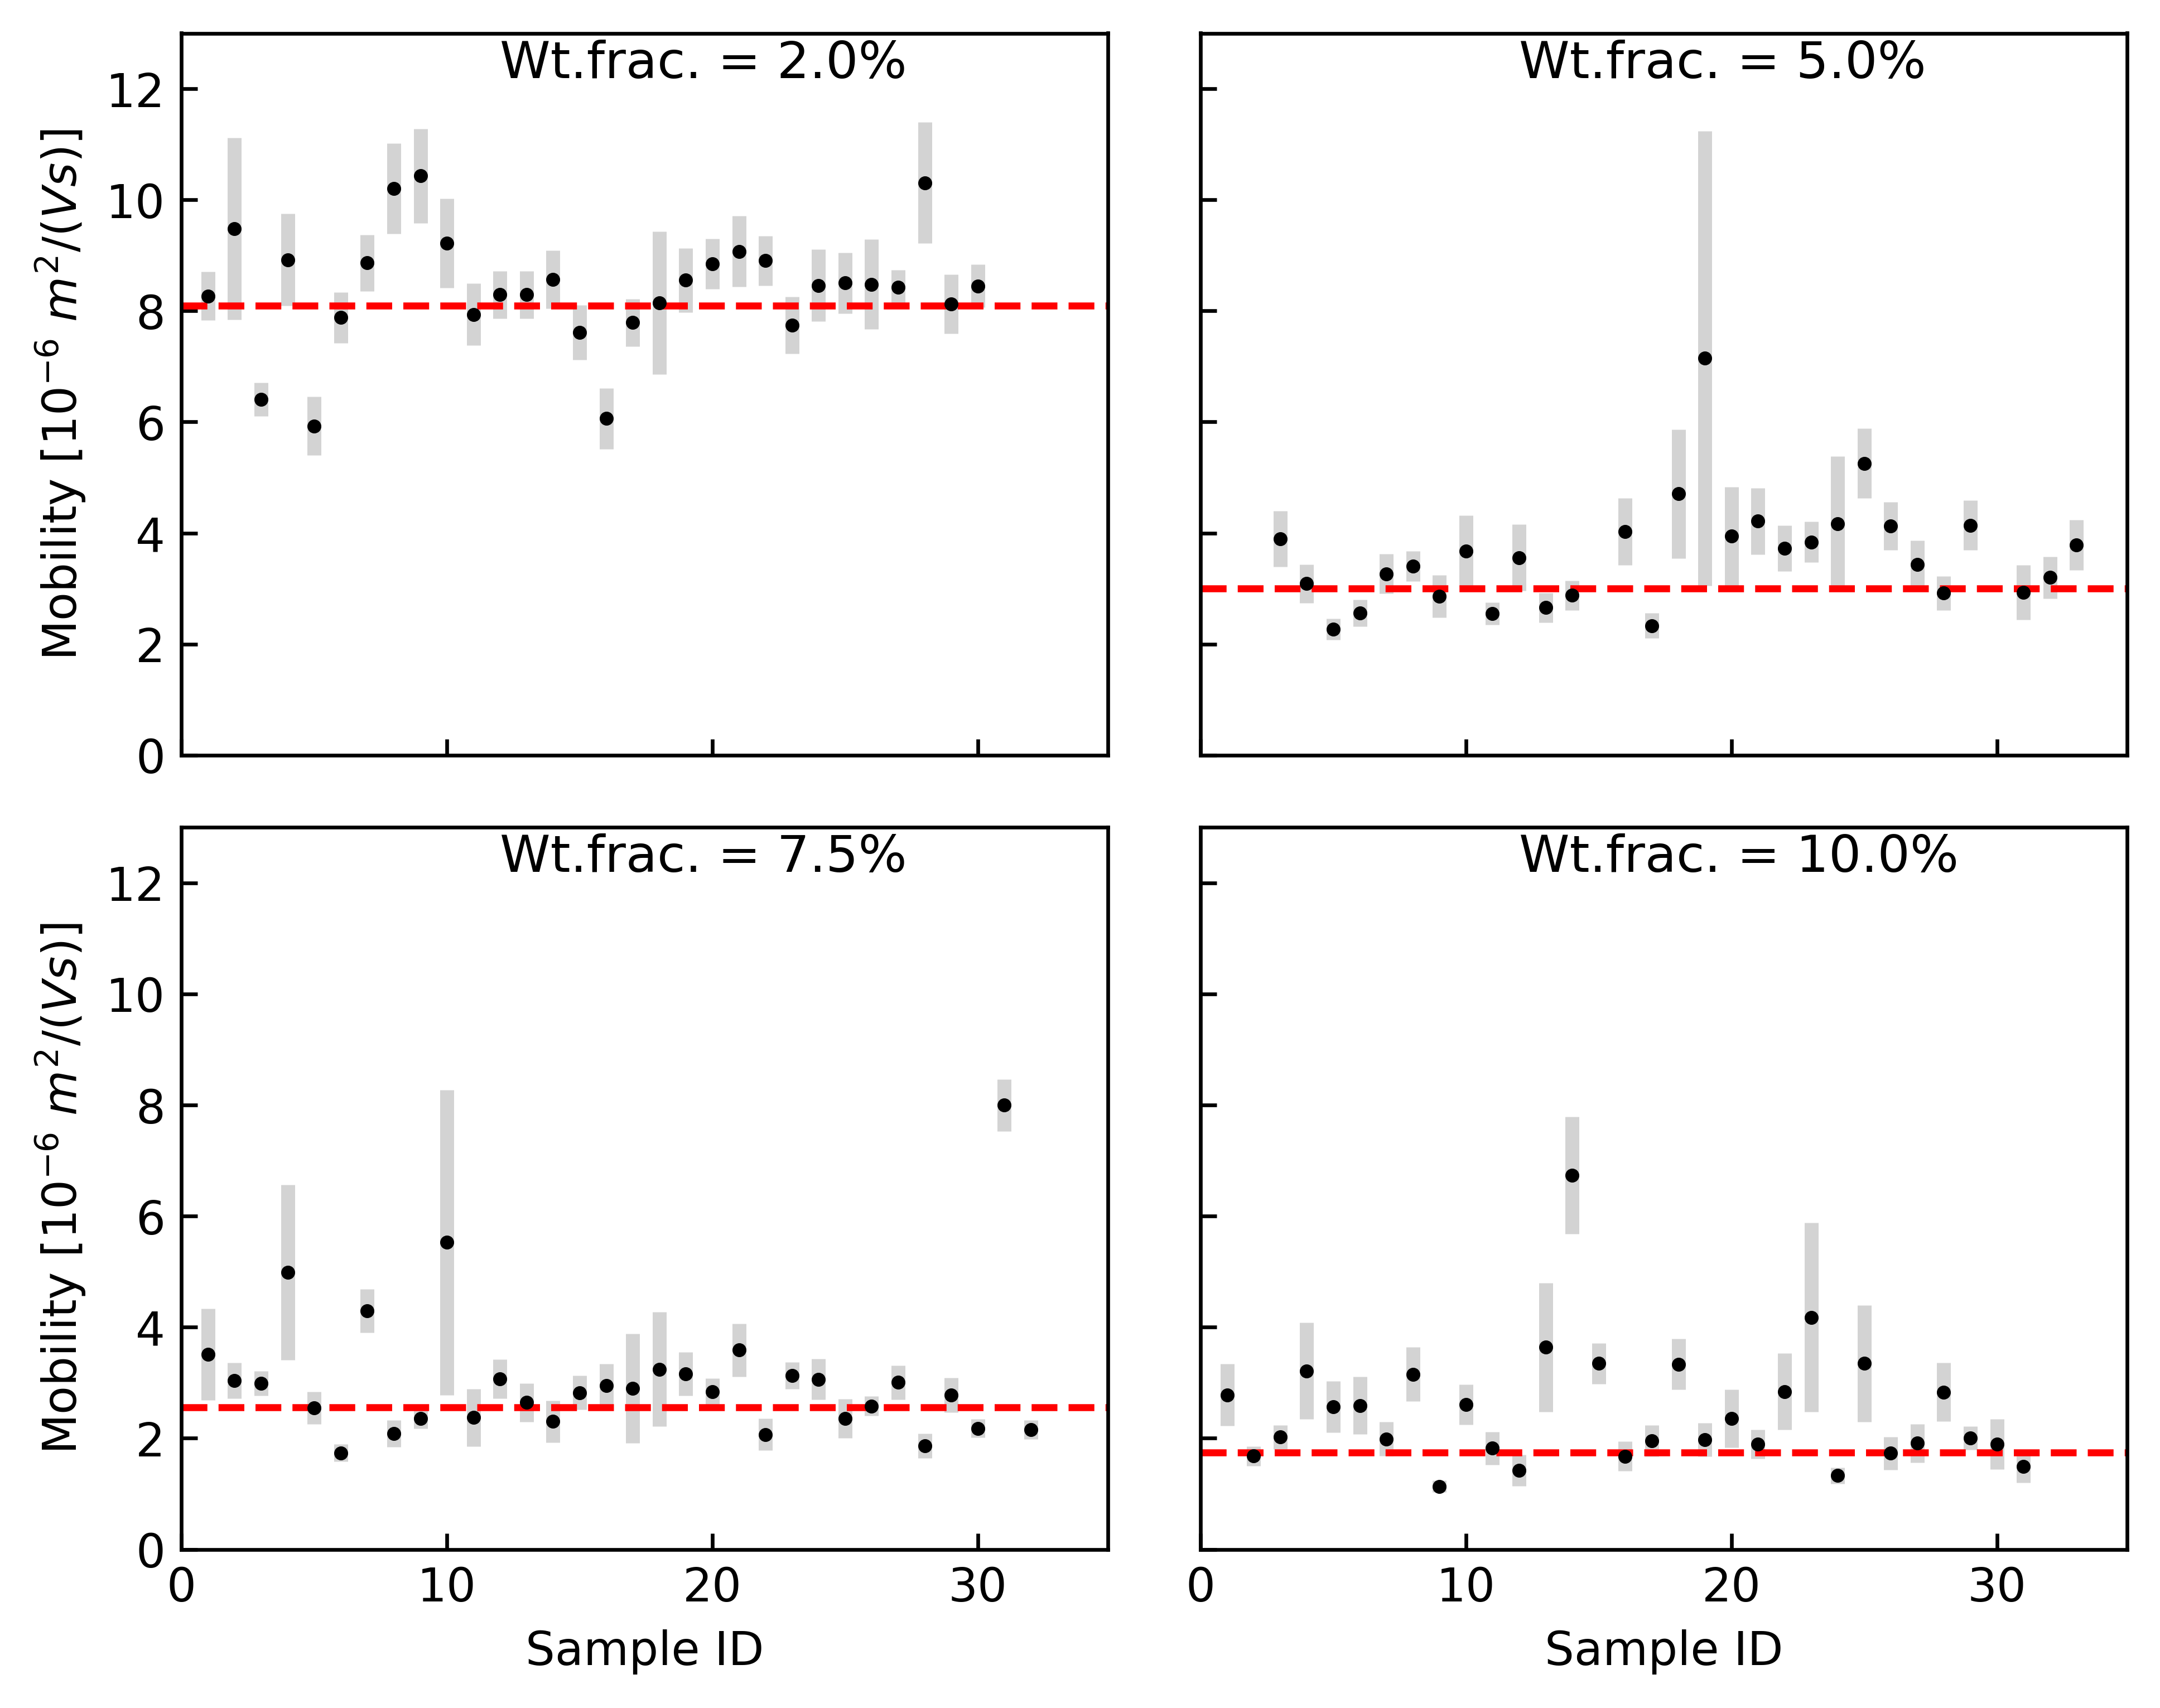 Wt.frac. = 2.0%
Wt.frac. = 5.0%
12
10
8
6
4
2
0
Mobility [10⁻⁶ m²/(Vs)]
Wt.frac. = 7.5%
Wt.frac. = 10.0%
12
10
8
6
4
2
0
Mobility [10⁻⁶ m²/(Vs)]
0 10 20 30
0 10 20 30
Sample ID
Sample ID